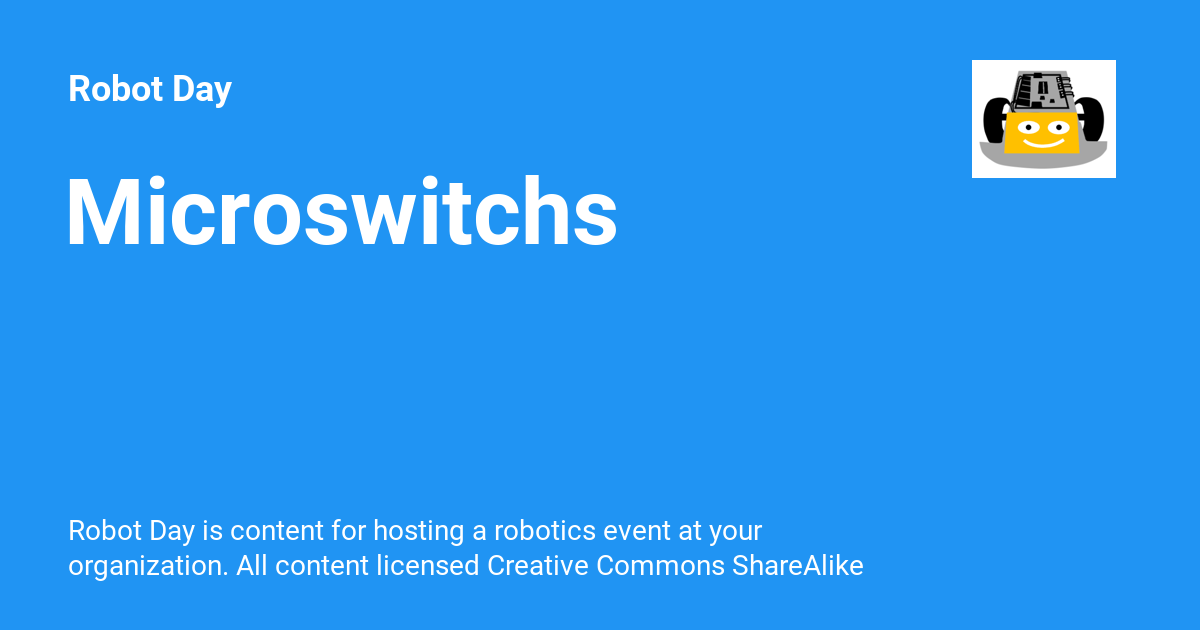 Robot Day
Microswitchs
Robot Day is content for hosting a robotics event at your
organization. All content licensed Creative Commons ShareAlike